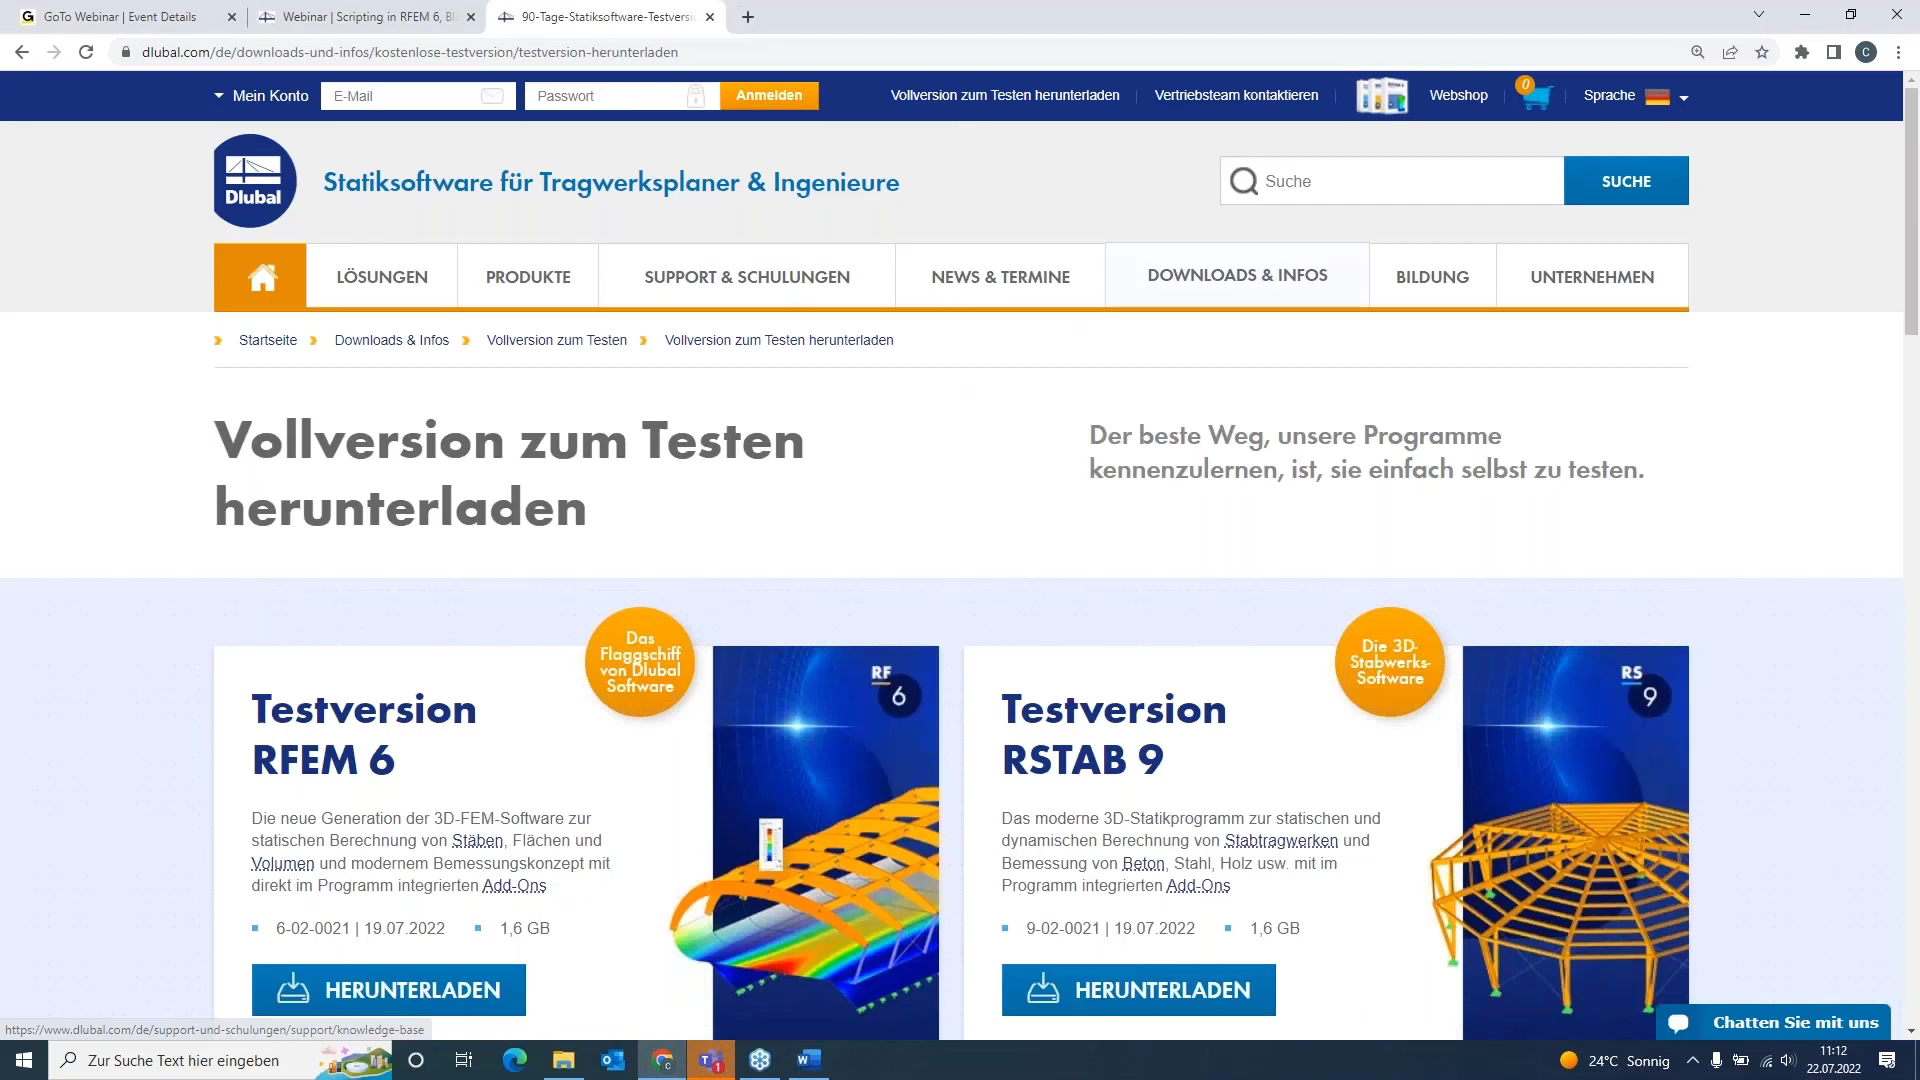 GoTo Webinar | Event Details
Webinar | Scripting in RFEM 6, Bl
90-Tage-Statiksoftware-Testversi
dlubal.com/de/downloads-und-infos/kostenlose-testversion/testversion-herunterladen
C
Mein Konto
E-Mail
Passwort
Anmelden
Vollversion zum Testen herunterladen
Vertriebsteam kontaktieren
Webshop
0
Sprache
Dlubal
Statiksoftware für Tragwerksplaner & Ingenieure
Suche
SUCHE
LÖSUNGEN
PRODUKTE
SUPPORT & SCHULUNGEN
NEWS & TERMINE
DOWNLOADS & INFOS
BILDUNG
UNTERNEHMEN
Startseite
Downloads & Infos
Vollversion zum Testen
Vollversion zum Testen herunterladen
Vollversion zum Testen
herunterladen
Der beste Weg, unsere Programme
kennenzulernen, ist, sie einfach selbst zu testen.
Das
Flaggschiff
von Dlubal
Software
RF
6
Testversion
RFEM 6
Die neue Generation der 3D-FEM-Software zur
statischen Berechnung von Stäben, Flächen und
Volumen und modernem Bemessungskonzept mit
direkt im Programm integrierten Add-Ons
6-02-0021 | 19.07.2022
1,6 GB
HERUNTERLADEN
Die 3D-
Stabwerks-
Software
RS
9
Testversion
RSTAB 9
Das moderne 3D-Statikprogramm zur statischen und
dynamischen Berechnung von Stabtragwerken und
Bemessung von Beton, Stahl, Holz usw. mit im
Programm integrierten Add-Ons
9-02-0021 | 19.07.2022
1,6 GB
HERUNTERLADEN
Chatten Sie mit uns
https://www.dlubal.com/de/support-und-schulungen/support/knowledge-base
Zur Suche Text hier eingeben
24°C Sonnig
11:12
22.07.2022